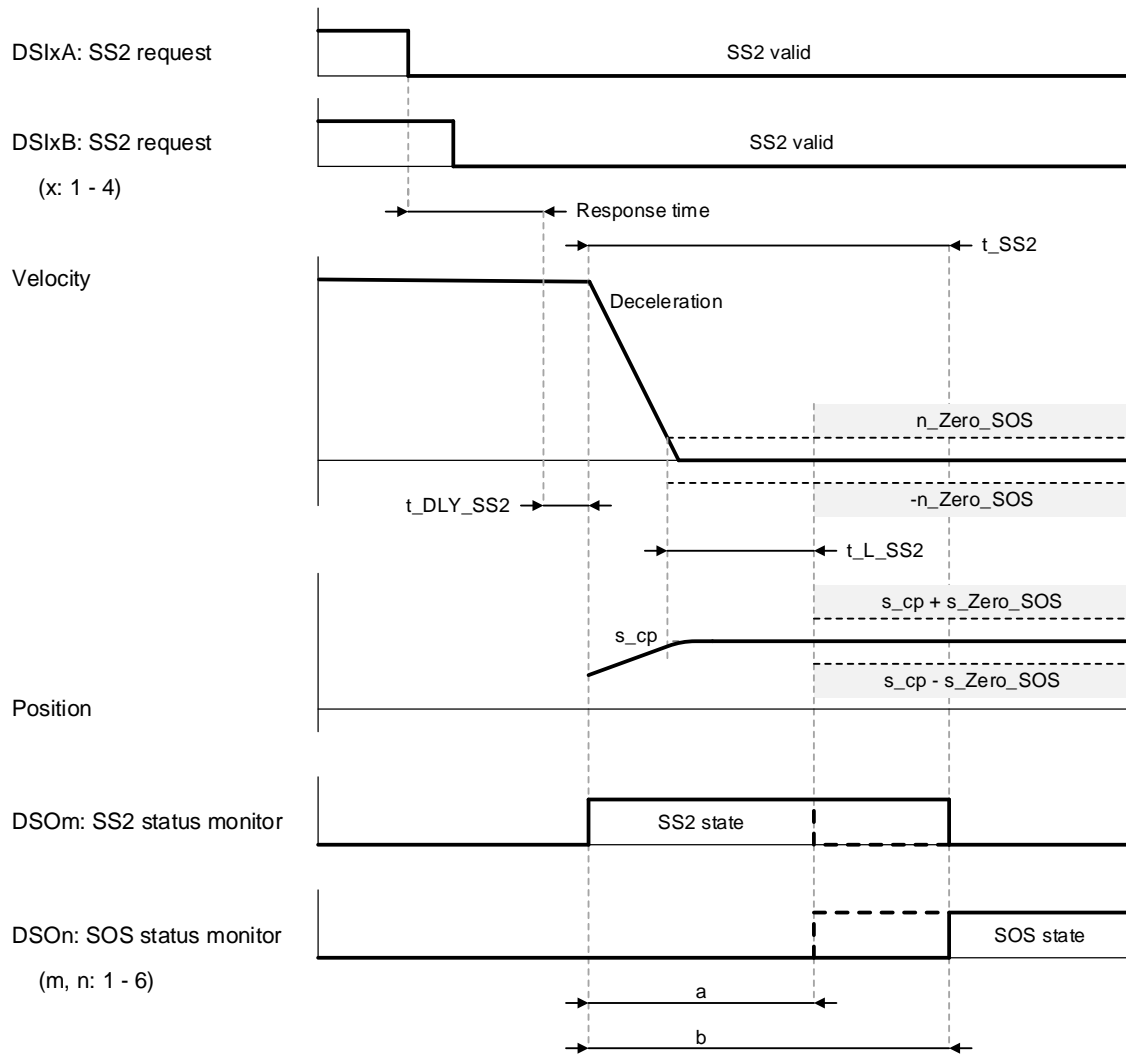 DSIxA: SS2 request
SS2 valid
DSIxB: SS2 request
SS2 valid
(x: 1 - 4)
Response time
t_SS2
Velocity
Deceleration
n_Zero_SOS
-n_Zero_SOS
t_DLY_SS2
t_L_SS2
s_cp + s_Zero_SOS
s_cp
s_cp - s_Zero_SOS
Position
DSOm: SS2 status monitor
SS2 state
DSOn: SOS status monitor
SOS state
(m, n: 1 - 6)
a
b